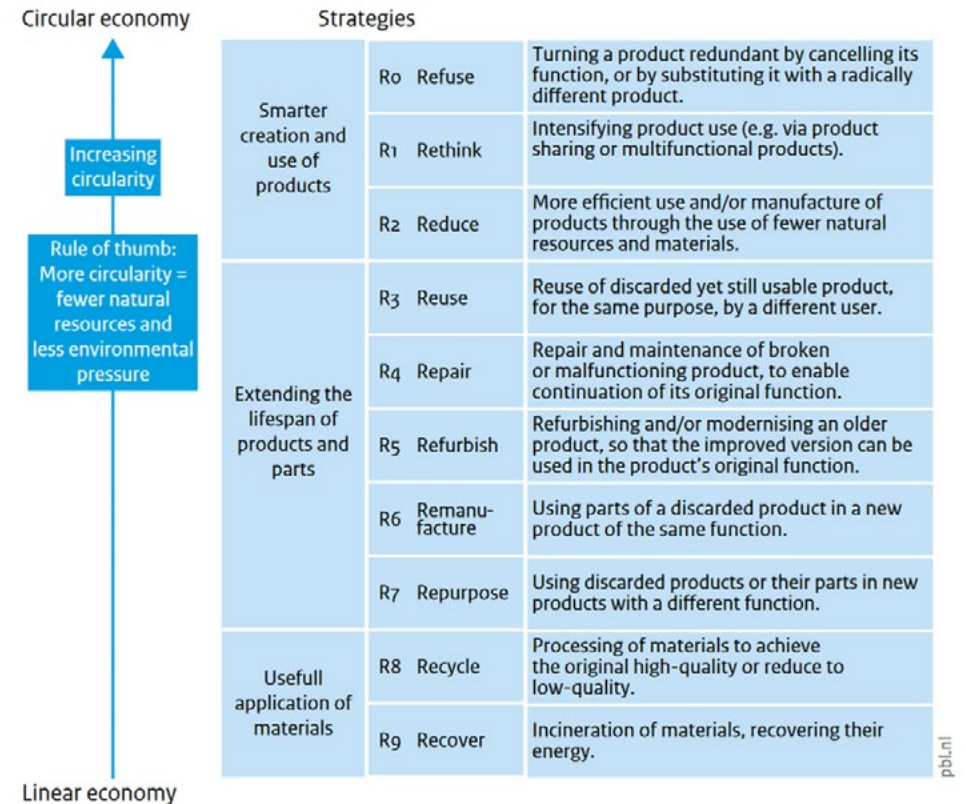 Circular economy
Strategies
Increasing
circularity
Rule of thumb:
More circularity =
fewer natural
resources and
less environmental
pressure
Linear economy
Smarter
creation and
use of
products
R0 Refuse
Turning a product redundant by cancelling its
function, or by substituting it with a radically
different product.
R1 Rethink
Intensifying product use (e.g. via product
sharing or multifunctional products).
R2 Reduce
More efficient use and/or manufacture of
products through the use of fewer natural
resources and materials.
Extending the
lifespan of
products and
parts
R3 Reuse
Reuse of discarded yet still usable product,
for the same purpose, by a different user.
R4 Repair
Repair and maintenance of broken
or malfunctioning product, to enable
continuation of its original function.
R5 Refurbish
Refurbishing and/or modernising an older
product, so that the improved version can be
used in the product's original function.
R6 Remanu-
facture
Using parts of a discarded product in a new
product of the same function.
R7 Repurpose
Using discarded products or their parts in new
products with a different function.
Usefull
application of
materials
R8 Recycle
Processing of materials to achieve
the original high-quality or reduce to
low-quality.
R9 Recover
Incineration of materials, recovering their
energy.
pbl.nl